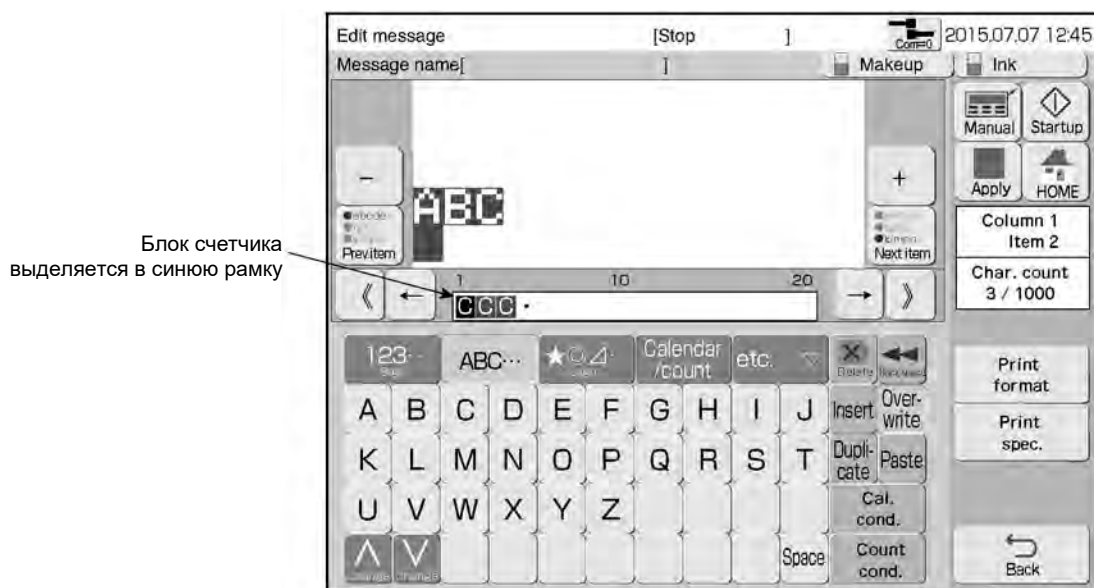 Edit message [Stop ] Com=0 2015.07.07 12:45
Message name[ ] Makeup Ink
Manual Startup
Apply HOME
− +
ABC
Prev.item Next item
Column 1
Item 2
Char. count
3 / 1000
Блок счетчика
выделяется в синюю рамку
1 10 20
《 ← → 》
CCC
123·· ABC··· ★◎⊿· Calendar /count etc. Delete
A B C D E F G H I J Insert Over-write
K L M N O P Q R S T Dupli-cate Paste
U V W X Y Z Cal. cond.
Change Change Space Count cond.
Print
format
Print
spec.
Back